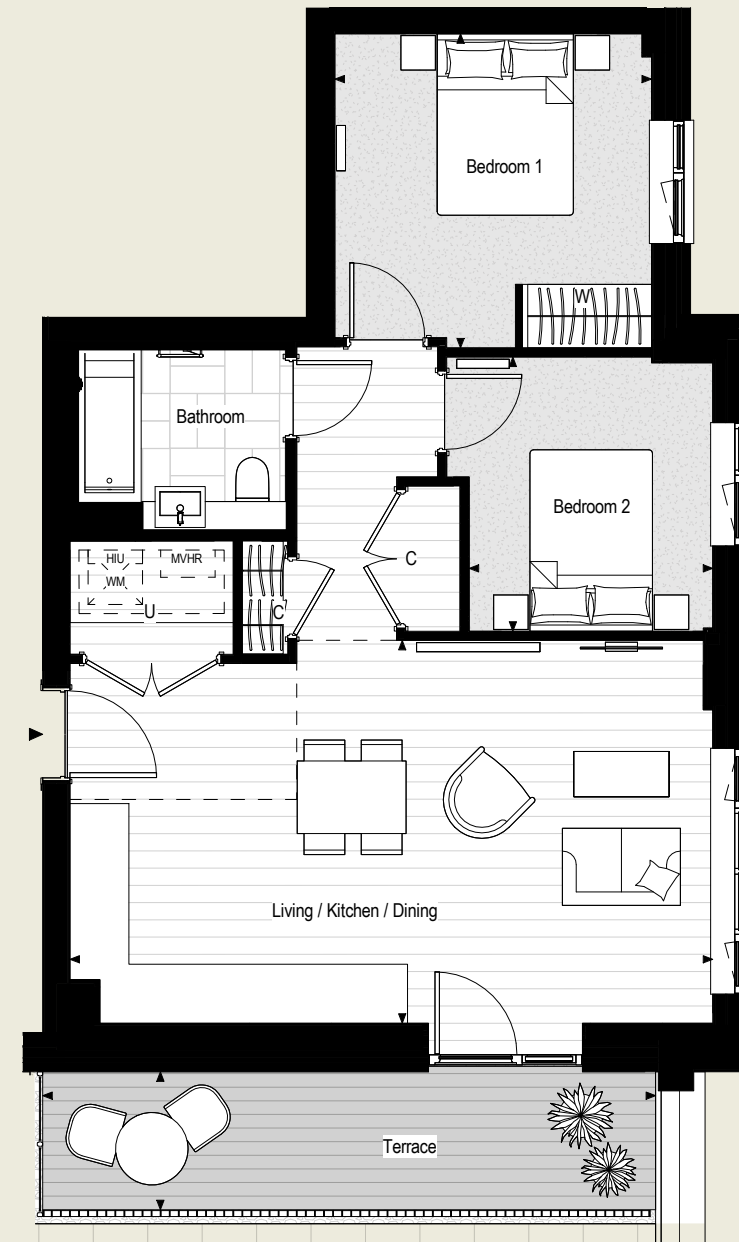 Bedroom 1
W
Bathroom
Bedroom 2
HIU
MVHR
WM
U
C
C
Living / Kitchen / Dining
Terrace